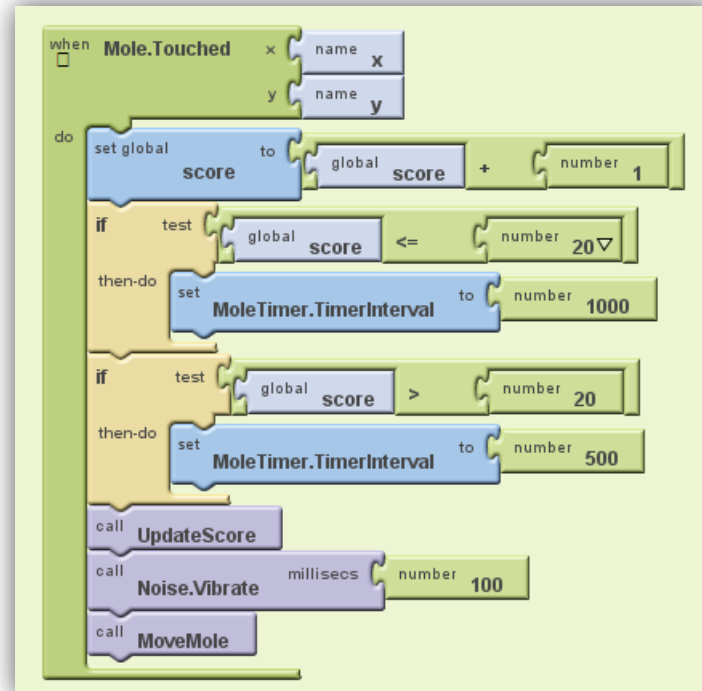 when Mole.Touched x name x
y name y
do
set global score to global score + number 1
if test global score <= number 20
then-do set MoleTimer.TimerInterval to number 1000
if test global score > number 20
then-do set MoleTimer.TimerInterval to number 500
call UpdateScore
call Noise.Vibrate millisecs number 100
call MoveMole